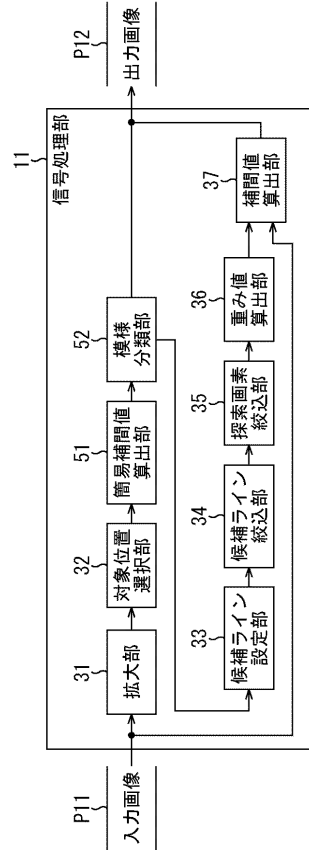 11
信号処理部
P11
入力画像
31
拡大部
32
対象位置
選択部
51
簡易補間値
算出部
52
模様
分類部
P12
出力画像
33
候補ライン
設定部
34
候補ライン
絞込部
35
探索画素
絞込部
36
重み値
算出部
37
補間値
算出部